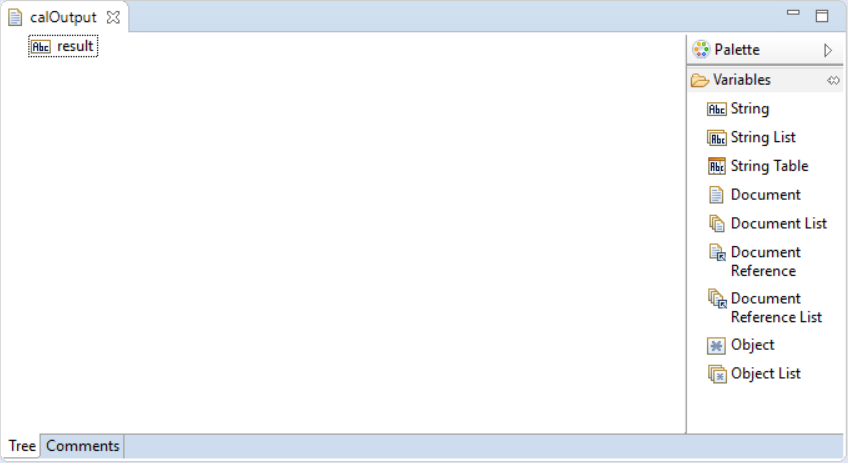 calOutput
Abc result
Palette
Variables
Abc String
Abc String List
Abc String Table
Document
Document List
Document
Reference
Document
Reference List
Object
Object List
Tree Comments